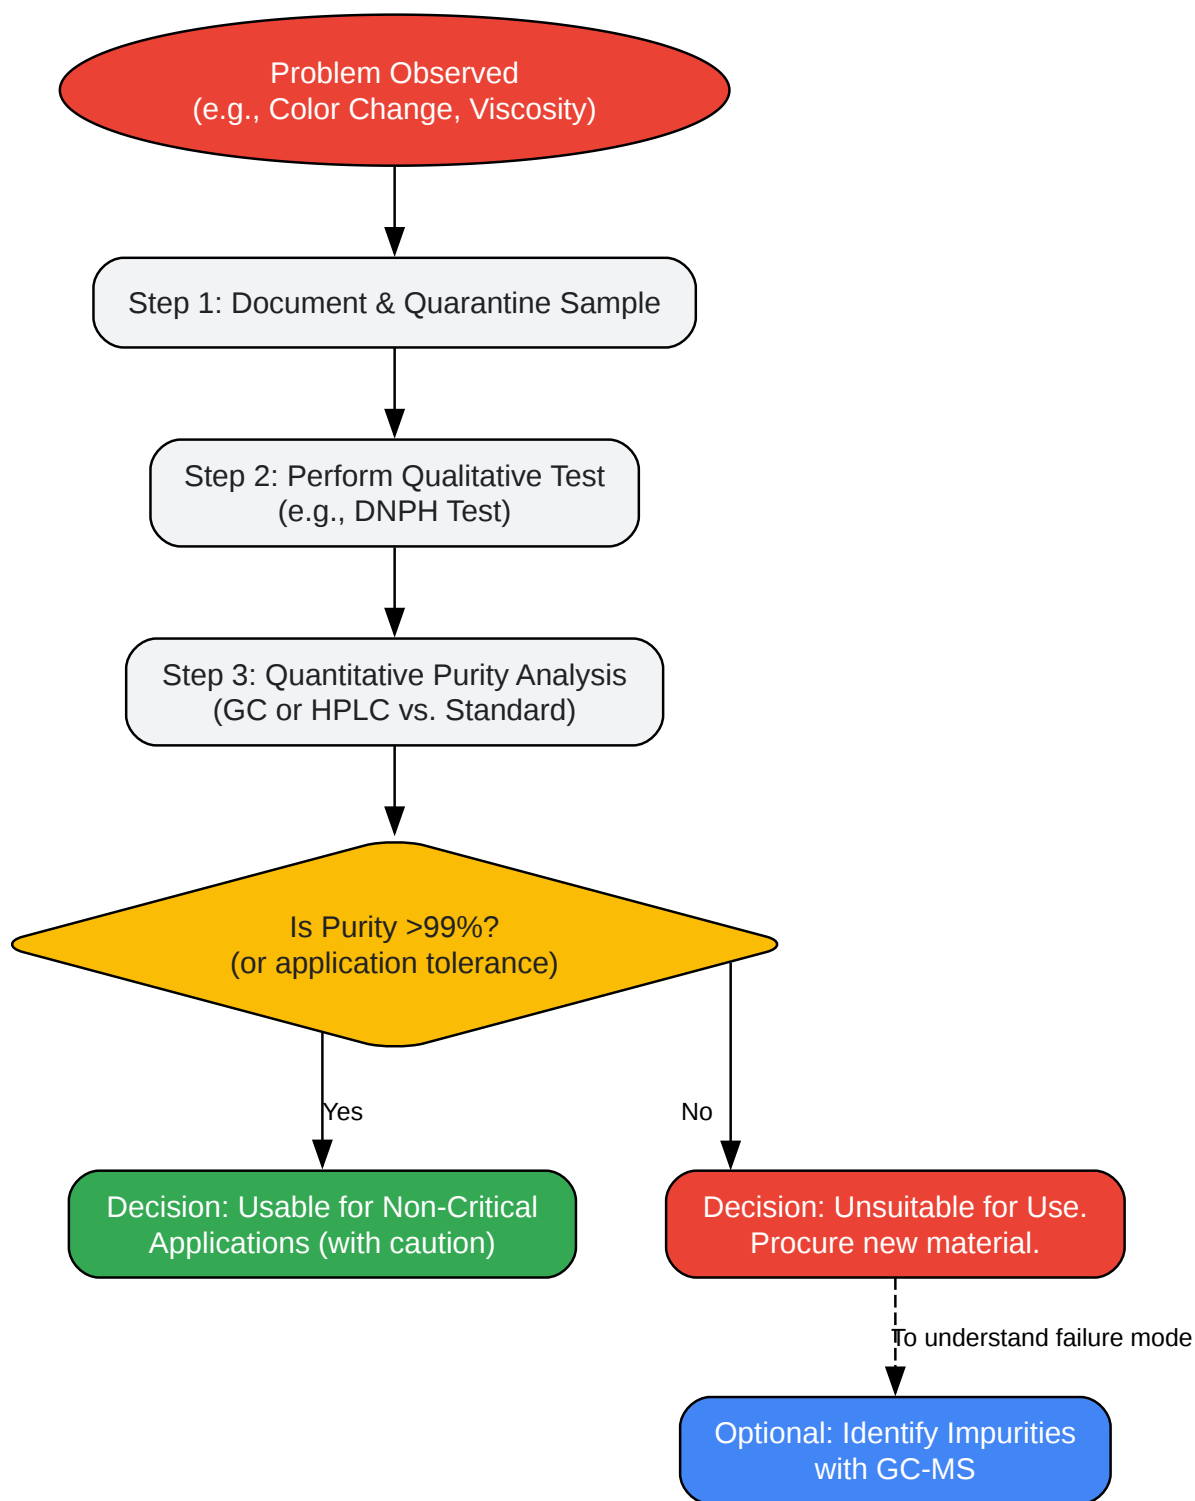 Problem Observed
(e.g., Color Change, Viscosity)
Step 1: Document & Quarantine Sample
Step 2: Perform Qualitative Test
(e.g., DNPH Test)
Step 3: Quantitative Purity Analysis
(GC or HPLC vs. Standard)
Is Purity >99%?
(or application tolerance)
Yes
No
Decision: Usable for Non-Critical
Applications (with caution)
Decision: Unsuitable for Use.
Procure new material.
To understand failure mode
Optional: Identify Impurities
with GC-MS